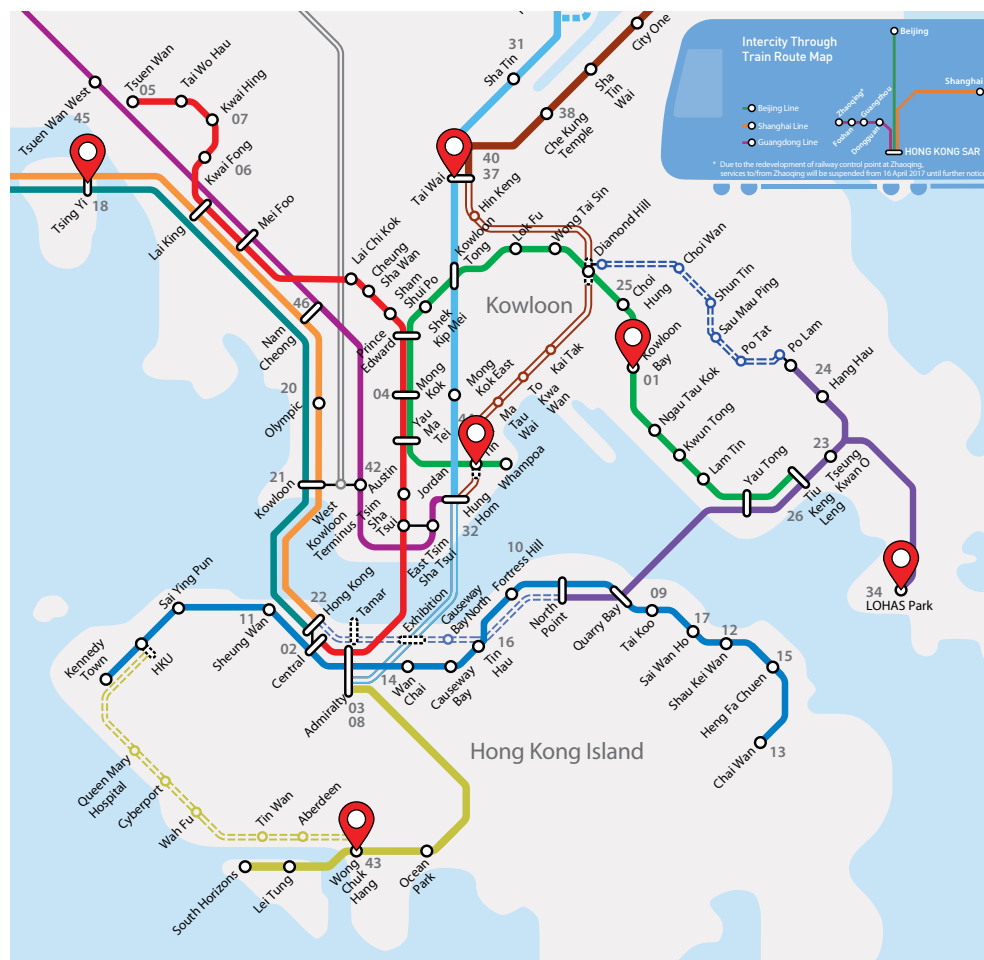 31
City One
Sha Tin
Sha
Tin
Wai
38
Che Kung
Temple
Intercity Through
Train Route Map
Beijing Line
Shanghai Line
Guangdong Line
Beijing
Shanghai
Zhaoqing*
Foshan
Guangzhou
Dongguan
HONG KONG SAR
* Due to the redevelopment of railway control point at Zhaoqing,
services to/from Zhaoqing will be suspended from 16 April 2017 until further notice
Tsuen Wan West
45
Tsuen Wan
05
Tai Wo Hau
Kwai Hing
07
Kwai Fong
06
Tsing Yi
18
Lai King
Mei Foo
Tai Wai
40
37
Hin Keng
Kowloon
Tong
Lok Fu
Wong Tai Sin
Diamond Hill
Choi Wan
Shun Tin
Sau Mau Ping
Po Tat
Po Lam
24
Hang Hau
Lai Chi Kok
Cheung
Sha Wan
Sham
Shui Po
Shek
Kip Mei
Kowloon
25
Choi
Hung
Kowloon
Bay
01
46
Nam
Cheong
Prince
Edward
20
Olympic
04
Mong
Kok
Yau
Ma
Tei
Mong
Kok East
Kai Tak
To
Kwa
Wan
Ma
Tau
Wai
Whampoa
Ngau Tau Kok
Kwun Tong
Lam Tin
Yau Tong
23
Tseung
Kwan O
Tiu
Keng
Leng
26
21
Kowloon
West
Kowloon
Terminus
42
Austin
Jordan
Tsim
Sha
Tsui
East Tsim
Sha Tsui
Hung
Hom
32
34
LOHAS Park
Sai Ying Pun
Kennedy
Town
HKU
11
Sheung Wan
22
Hong Kong
02
Central
Tamar
Exhibition
Causeway
Bay North
10
Fortress Hill
North
Point
Quarry Bay
09
Tai Koo
17
Sai Wan Ho
12
Shau Kei Wan
15
Heng Fa Chuen
Chai Wan
13
Admiralty
03
08
14
Wan
Chai
Causeway
Bay
16
Tin
Hau
Hong Kong Island
Queen Mary
Hospital
Cyberport
Wah Fu
Tin Wan
Aberdeen
South Horizons
Lei Tung
Wong
Chuk
Hang
43
Ocean
Park